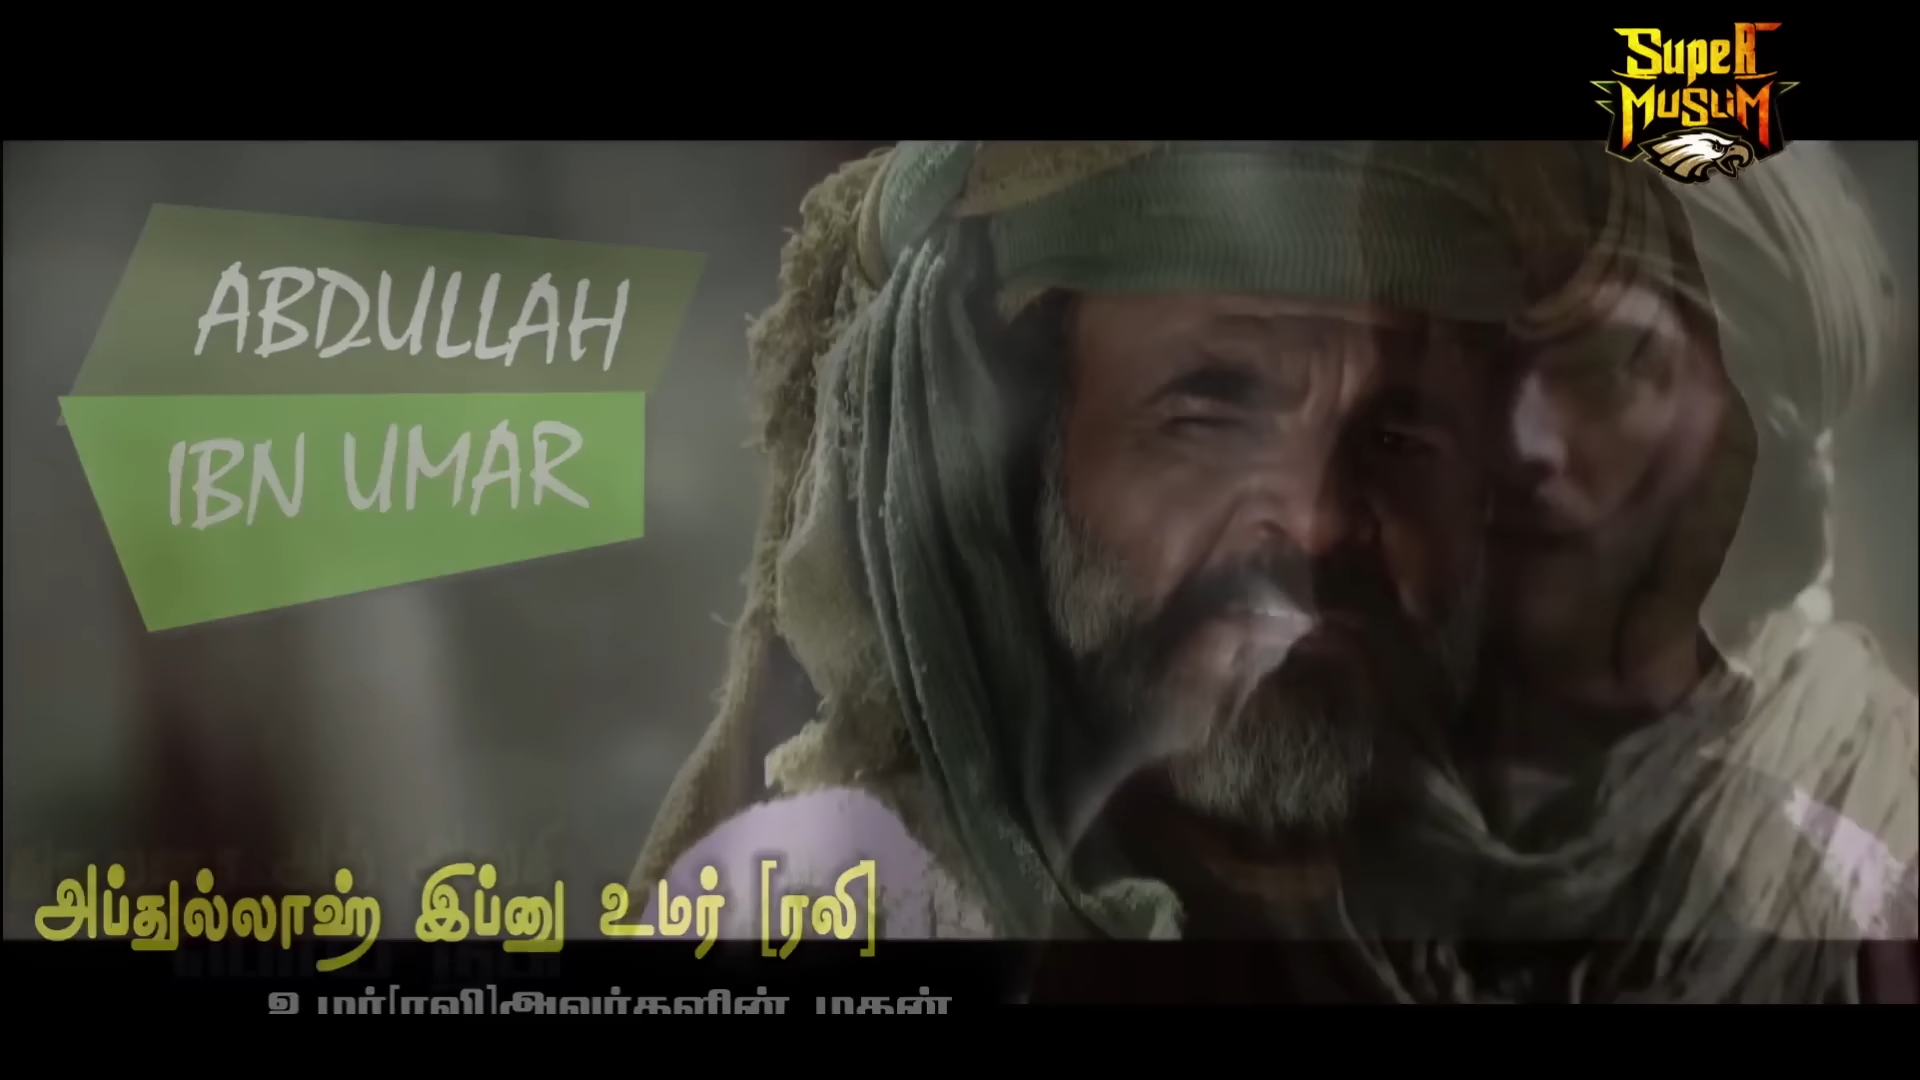 SUPER
MUSLIM
ABDULLAH
IBN UMAR
அப்துல்லாஹ் இப்னு உமர் [ரலி]
உமர்[ரலி]அவர்களின் மகன்